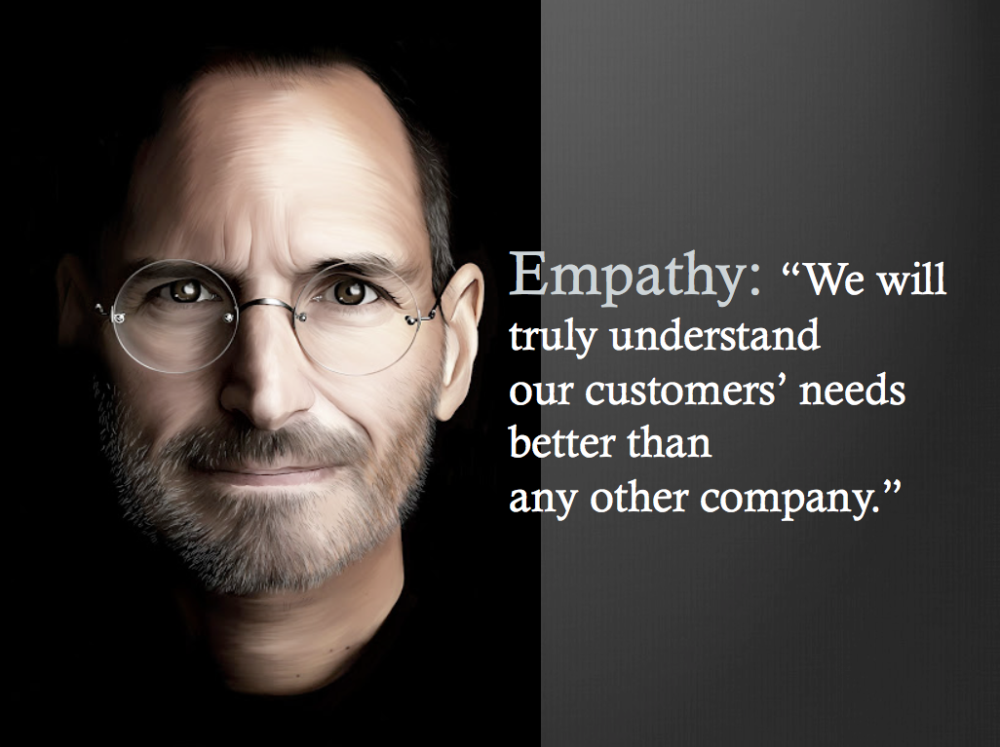 Empathy: “We will
truly understand
our customers’ needs
better than
any other company.”